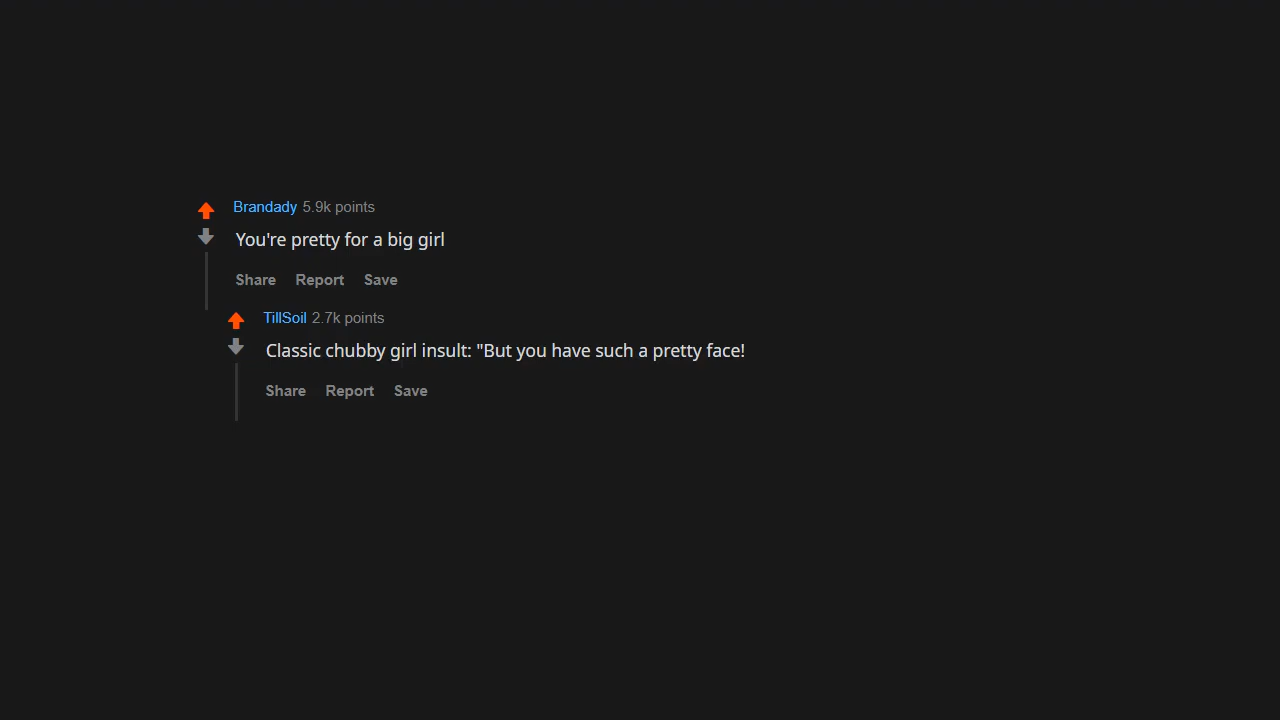 Brandady 5.9k points
You're pretty for a big girl
Share Report Save
TillSoil 2.7k points
Classic chubby girl insult: "But you have such a pretty face!
Share Report Save